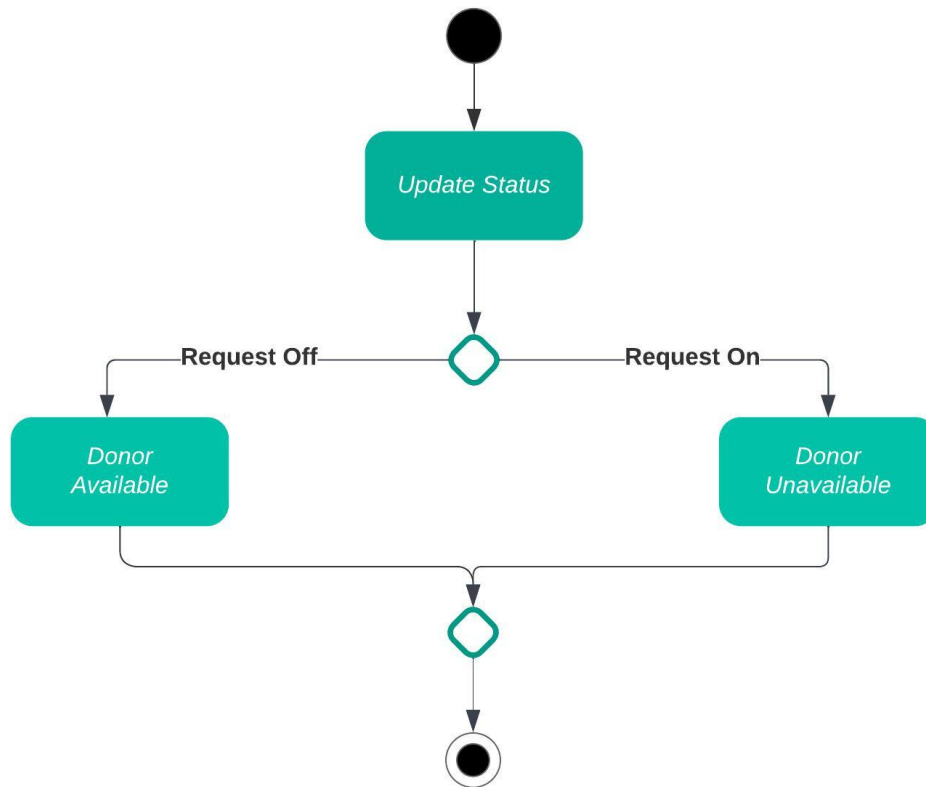 Update Status
Request Off
Request On
Donor
Available
Donor
Unavailable